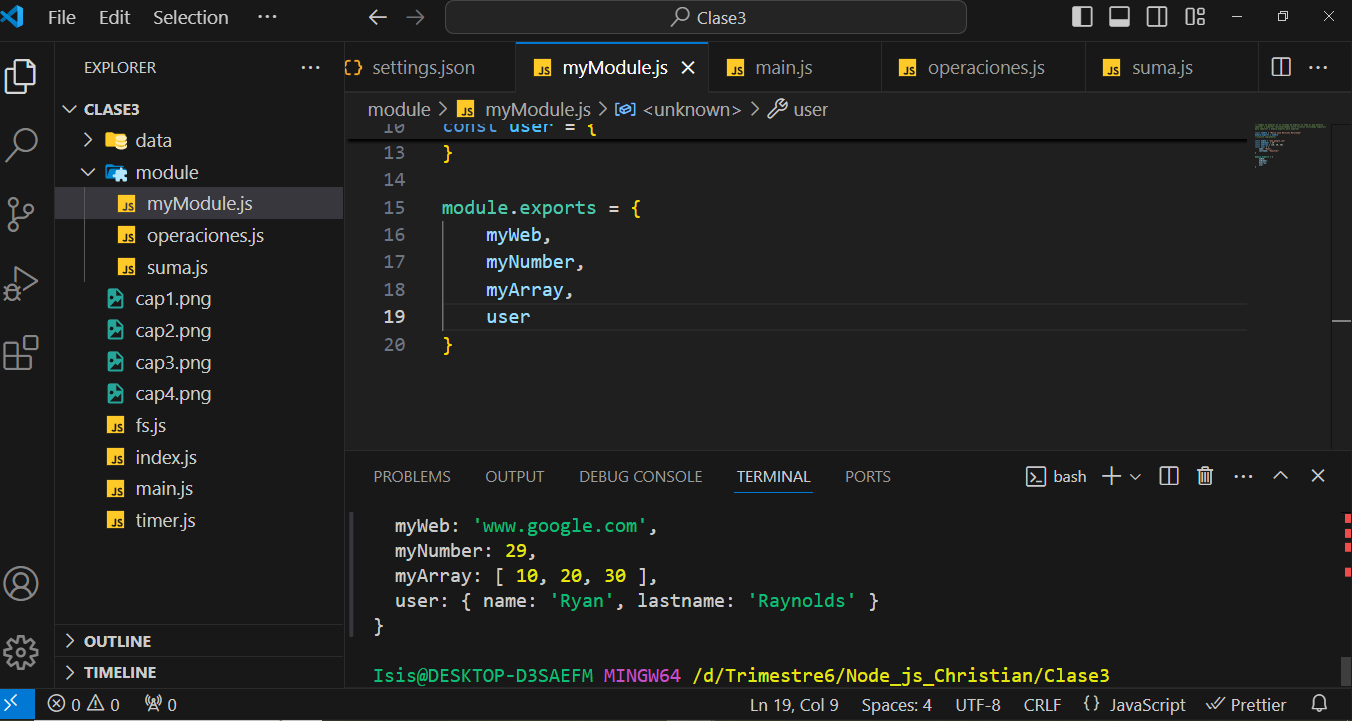 File Edit Selection ··· Clase3
EXPLORER ···
CLASE3
data
module
myModule.js
operaciones.js
suma.js
cap1.png
cap2.png
cap3.png
cap4.png
fs.js
index.js
main.js
timer.js
OUTLINE
TIMELINE
settings.json myModule.js main.js operaciones.js suma.js ···
module > myModule.js > <unknown> > user
10 const user = {
13 }
14
15 module.exports = {
16 myWeb,
17 myNumber,
18 myArray,
19 user
20 }
PROBLEMS OUTPUT DEBUG CONSOLE TERMINAL PORTS bash ···
myWeb: 'www.google.com',
myNumber: 29,
myArray: [ 10, 20, 30 ],
user: { name: 'Ryan', lastname: 'Raynolds' }
}
Isis@DESKTOP-D3SAEFM MINGW64 /d/Trimestre6/Node_js_Christian/Clase3
0 0 0 Ln 19, Col 9 Spaces: 4 UTF-8 CRLF {} JavaScript Prettier